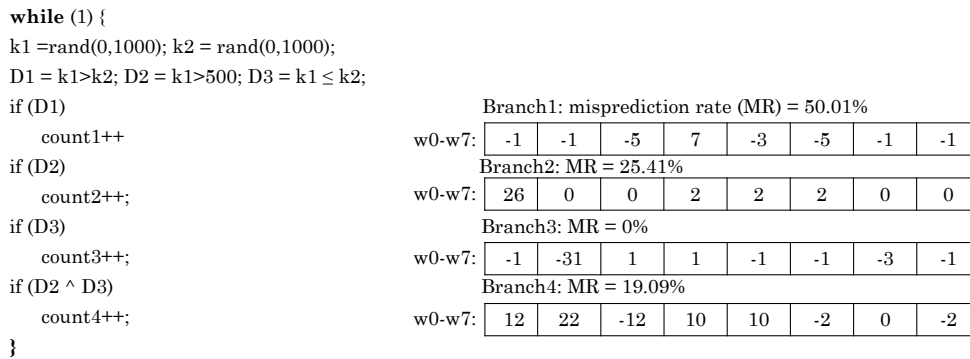 while (1) {
k1 =rand(0,1000); k2 = rand(0,1000);
D1 = k1>k2; D2 = k1>500; D3 = k1 ≤ k2;
if (D1)
Branch1: misprediction rate (MR) = 50.01%
count1++
w0-w7: -1 -1 -5 7 -3 -5 -1 -1
if (D2)
Branch2: MR = 25.41%
count2++;
w0-w7: 26 0 0 2 2 2 0 0
if (D3)
Branch3: MR = 0%
count3++;
w0-w7: -1 -31 1 1 -1 -1 -3 -1
if (D2 ^ D3)
Branch4: MR = 19.09%
count4++;
w0-w7: 12 22 -12 10 10 -2 0 -2
}